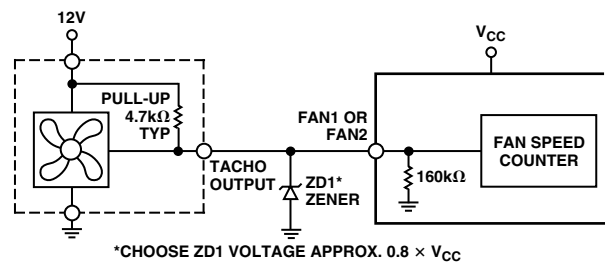 12V
V_CC
PULL-UP
4.7kΩ
TYP
FAN1 OR
FAN2
FAN SPEED
COUNTER
TACHO
OUTPUT
ZD1*
ZENER
160kΩ
*CHOOSE ZD1 VOLTAGE APPROX. 0.8 × V_CC